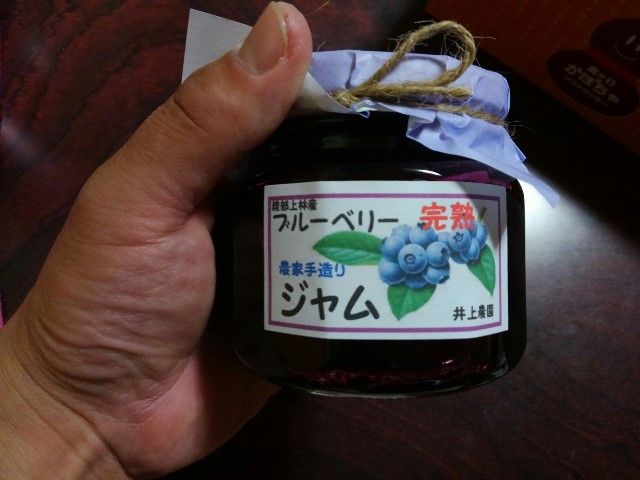 綾部上林産
ブルーベリー 完熟
農家手造り
ジャム
井上農園